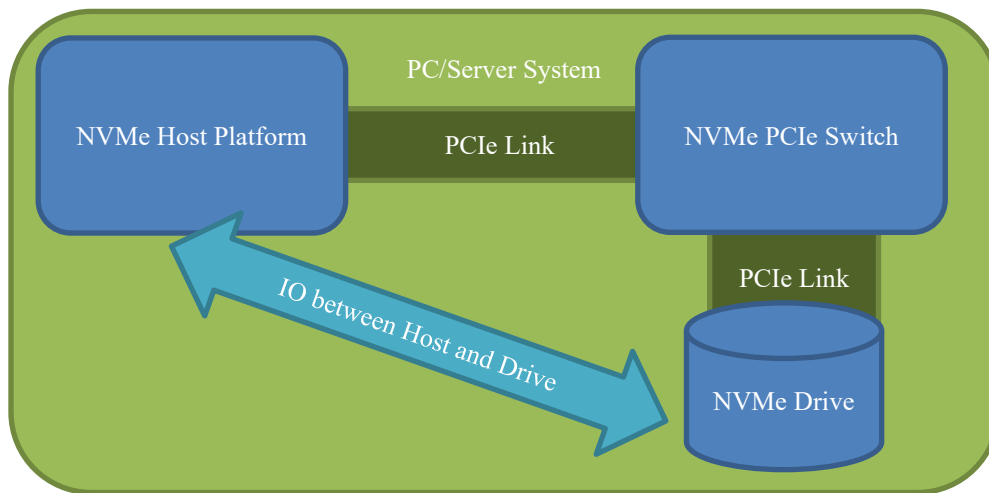 PC/Server System
NVMe Host Platform
PCIe Link
NVMe PCIe Switch
PCIe Link
IO between Host and Drive
NVMe Drive